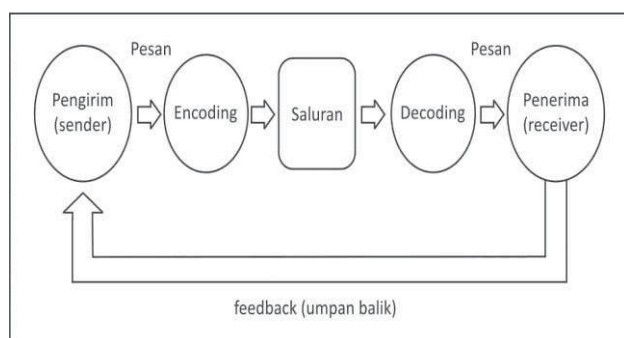 Pesan
Pesan
Pengirim
(sender)
Encoding
Saluran
Decoding
Penerima
(receiver)
feedback (umpan balik)